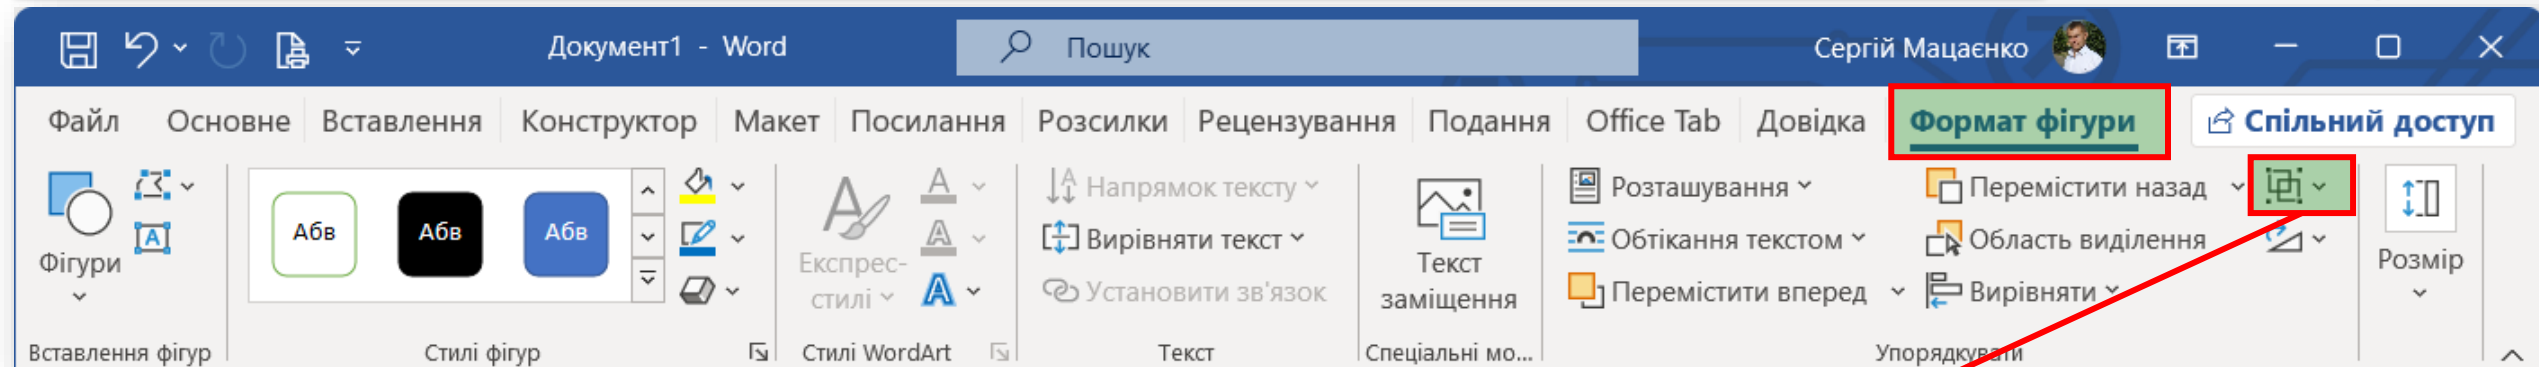 Документ1 - Word
Пошук
Сергій Мацаєнко
Файл Основне Вставлення Конструктор Макет Посилання Розсилки Рецензування Подання Office Tab Довідка Формат фігури Спільний доступ
Фігури
Абв Абв Абв
Експрес-
стилі
Напрямок тексту
Вирівняти текст
Установити зв'язок
Текст
заміщення
Розташування
Обтікання текстом
Перемістити вперед
Перемістити назад
Область виділення
Вирівняти
Розмір
Вставлення фігур Стилі фігур Стилі WordArt Текст Спеціальні мо... Упорядкувати